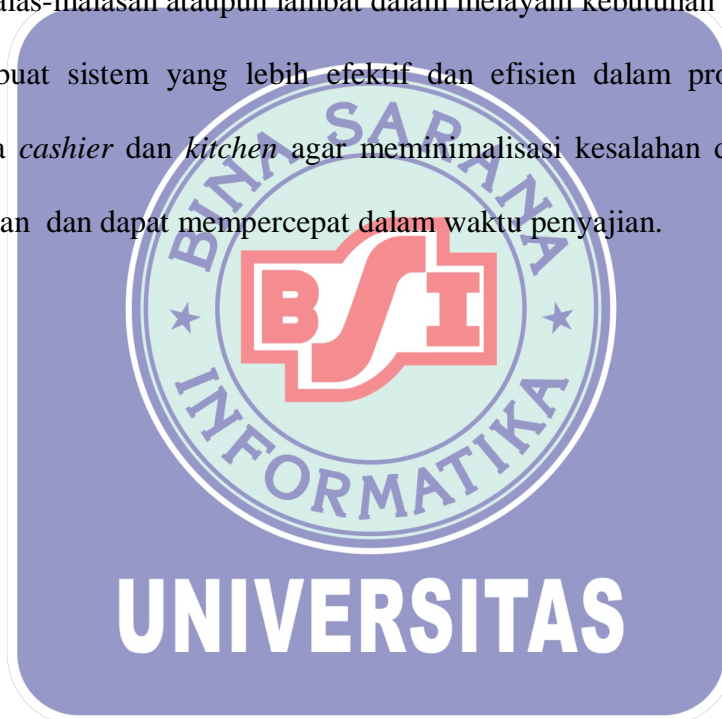 alas-malasan ataupun lambat dalam melayani kebutuhan
buat sistem yang lebih efektif dan efisien dalam pro
a cashier dan kitchen agar meminimalisasi kesalahan d
an dan dapat mempercepat dalam waktu penyajian.
BINA SARANA
BSI
INFORMATIKA
UNIVERSITAS